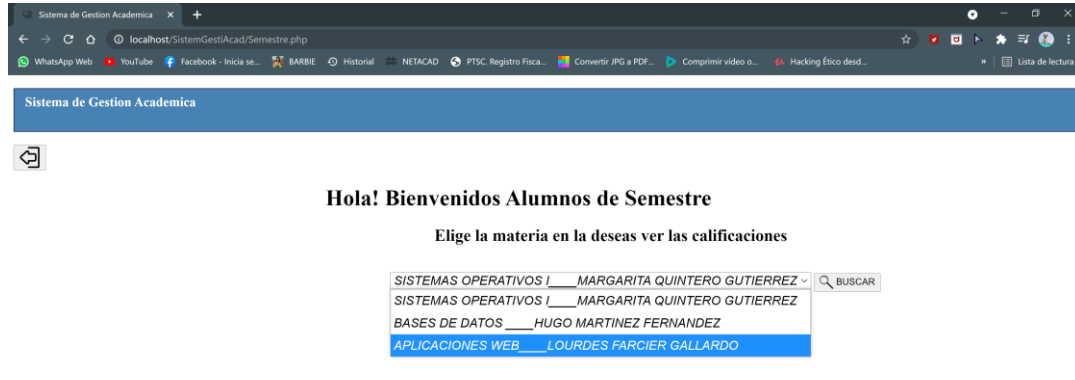 Sistema de Gestion Academica
localhost/SistemGestiAcad/Semestre.php
WhatsApp Web YouTube Facebook - Inicia se... BARBIE Historial NETACAD PTSC. Registro Fisca... Convertir JPG a PDF... Comprimir vídeo o... Hacking Ético desd... » Lista de lectura
Sistema de Gestion Academica
Hola! Bienvenidos Alumnos de Semestre
Elige la materia en la deseas ver las calificaciones
SISTEMAS OPERATIVOS I____MARGARITA QUINTERO GUTIERREZ BUSCAR
SISTEMAS OPERATIVOS I____MARGARITA QUINTERO GUTIERREZ
BASES DE DATOS ____HUGO MARTINEZ FERNANDEZ
APLICACIONES WEB____LOURDES FARCIER GALLARDO